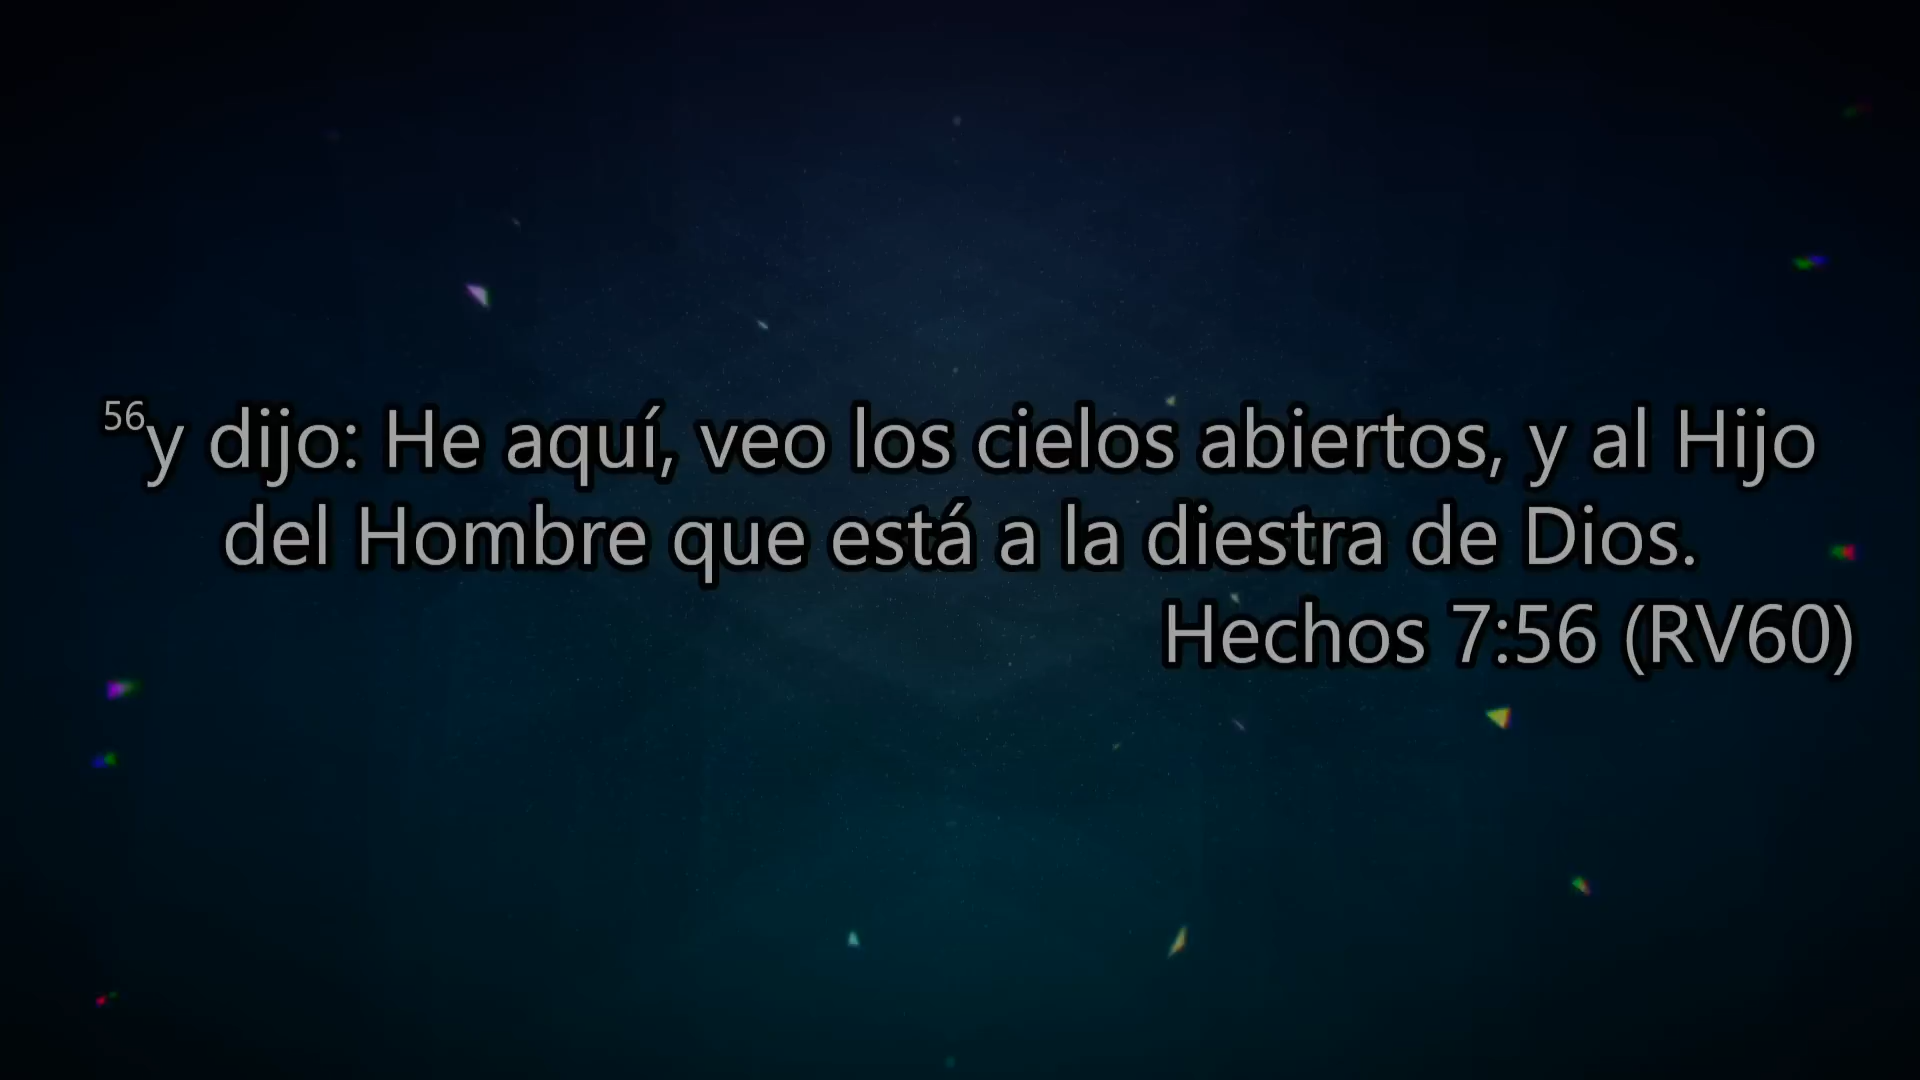 56y dijo: He aquí, veo los cielos abiertos, y al Hijo
del Hombre que está a la diestra de Dios.
Hechos 7:56 (RV60)